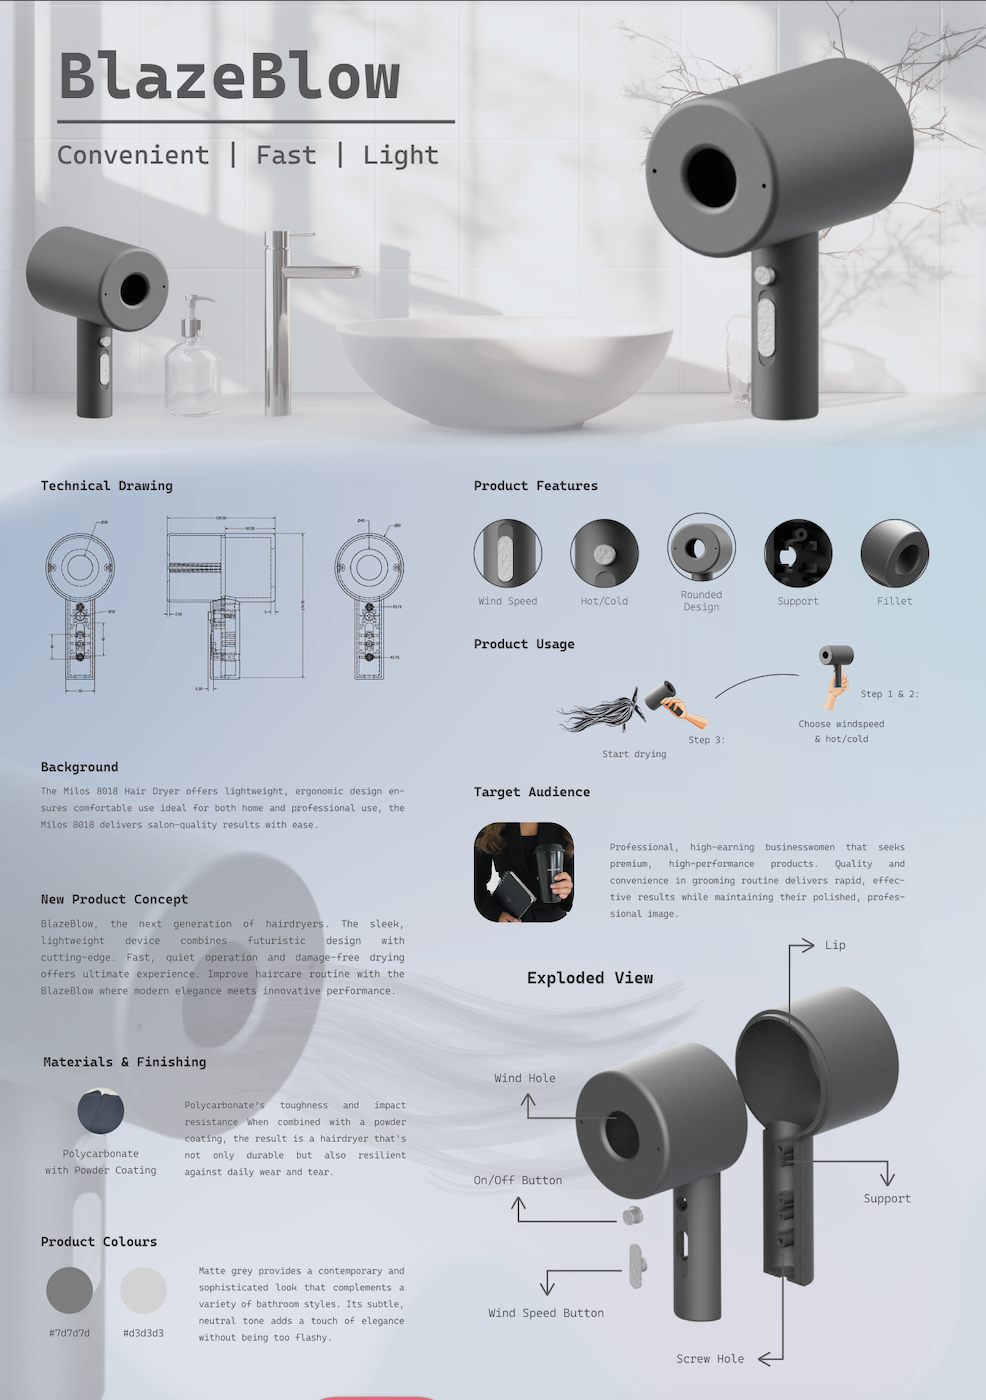 BlazeBlow
Convenient | Fast | Light
Technical Drawing
Background
The Milos 8018 Hair Dryer offers lightweight, ergonomic design en-
sures comfortable use ideal for both home and professional use, the
Milos 8018 delivers salon-quality results with ease.
New Product Concept
BlazeBlow, the next generation of hairdryers. The sleek,
lightweight device combines futuristic design with
cutting-edge. Fast, quiet operation and damage-free drying
offers ultimate experience. Improve haircare routine with the
BlazeBlow where modern elegance meets innovative performance.
Materials & Finishing
Polycarbonate
with Powder Coating
Polycarbonate's toughness and impact
resistance When combined with a powder
coating, the result is a hairdryer that's
not only durable but also resilient
against daily wear and tear.
Product Colours
#7d7d7d
#d3d3d3
Matte grey provides a contemporary and
sophisticated look that complements a
variety of bathroom styles. Its subtle,
neutral tone adds a touch of elegance
without being too flashy.
Product Features
Wind Speed
Hot/Cold
Rounded
Design
Support
Fillet
Product Usage
Step 1 & 2:
Choose windspeed
& hot/cold
Step 3:
Start drying
Target Audience
Professional, high-earning businesswomen that seeks
premium, high-performance products. Quality and
convenience in grooming routine delivers rapid, effec-
tive results while maintaining their polished, profes-
sional image.
Exploded View
Lip
Wind Hole
On/Off Button
Support
Wind Speed Button
Screw Hole